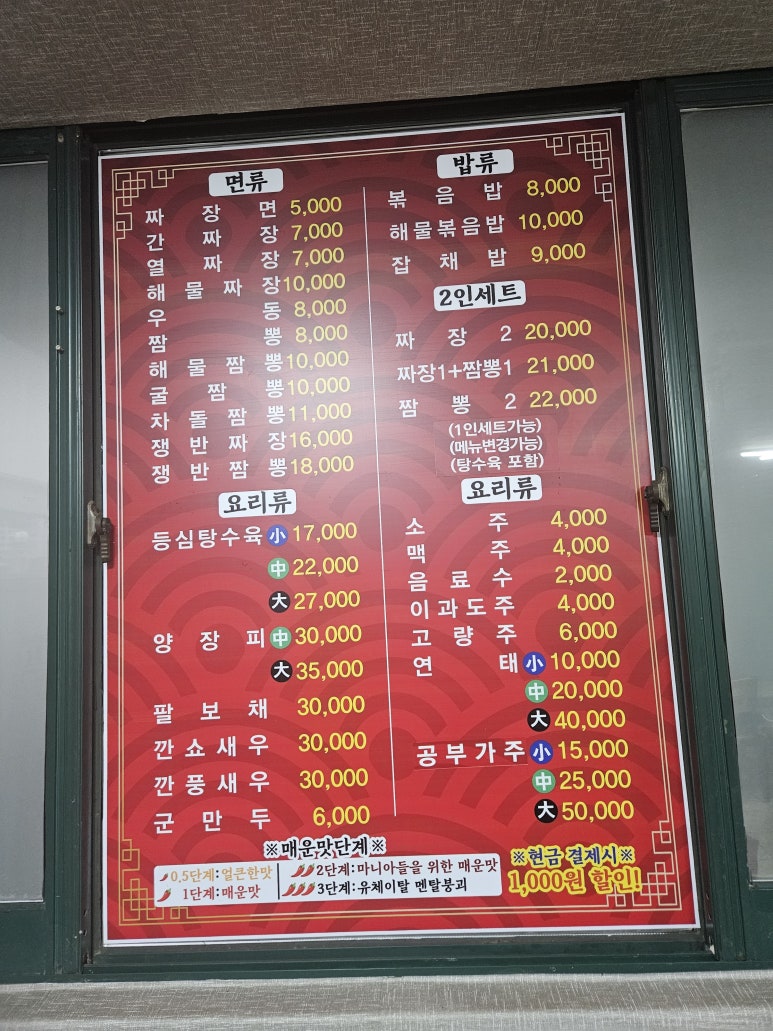 면류
짜장면 5,000
간짜장 7,000
열짜장 7,000
해물짜장 10,000
우동 8,000
짬뽕 8,000
해물짬뽕 10,000
굴짬뽕 10,000
차돌짬뽕 11,000
쟁반짜장 16,000
쟁반짬뽕 18,000
요리류
등심탕수육 小 17,000
中 22,000
大 27,000
양장피 中 30,000
大 35,000
팔보채 30,000
깐쇼새우 30,000
깐풍새우 30,000
군만두 6,000
밥류
볶음밥 8,000
해물볶음밥 10,000
잡채밥 9,000
2인세트
짜장2 20,000
짜장1+짬뽕1 21,000
짬뽕2 22,000
(1인세트가능)
(메뉴변경가능)
(탕수육 포함)
요리류
소주 4,000
맥주 4,000
음료수 2,000
이과도주 4,000
고량주 6,000
연태 小 10,000
中 20,000
大 40,000
공부가주 小 15,000
中 25,000
大 50,000
※매운맛단계※
0.5단계:얼큰한맛
1단계:매운맛
2단계:마니아들을 위한 매운맛
3단계:유체이탈 멘탈붕괴
※현금 결제시※
1,000원 할인!